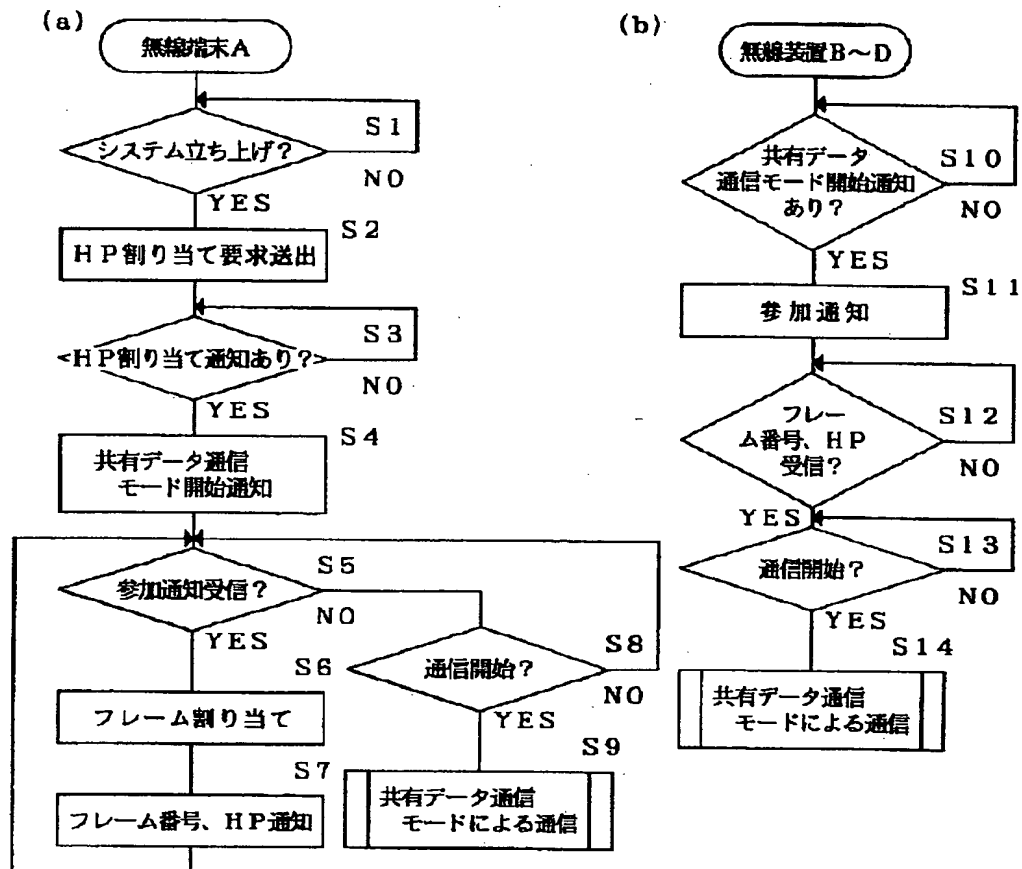 (a)
無線端末A
S1
システム立ち上げ?
NO
YES
S2
HP割り当て要求送出
S3
<HP割り当て通知あり?>
NO
YES
S4
共有データ通信
モード開始通知
S5
参加通知受信?
NO
YES
S6
フレーム割り当て
S7
フレーム番号、HP通知
S8
通信開始?
NO
YES
S9
共有データ通信
モードによる通信
(b)
無線装置B～D
共有データ
S10
通信モード開始通知
あり?
NO
YES
S11
参加通知
フレー
S12
ム番号、HP
受信?
NO
YES
S13
通信開始?
NO
YES
S14
共有データ通信
モードによる通信